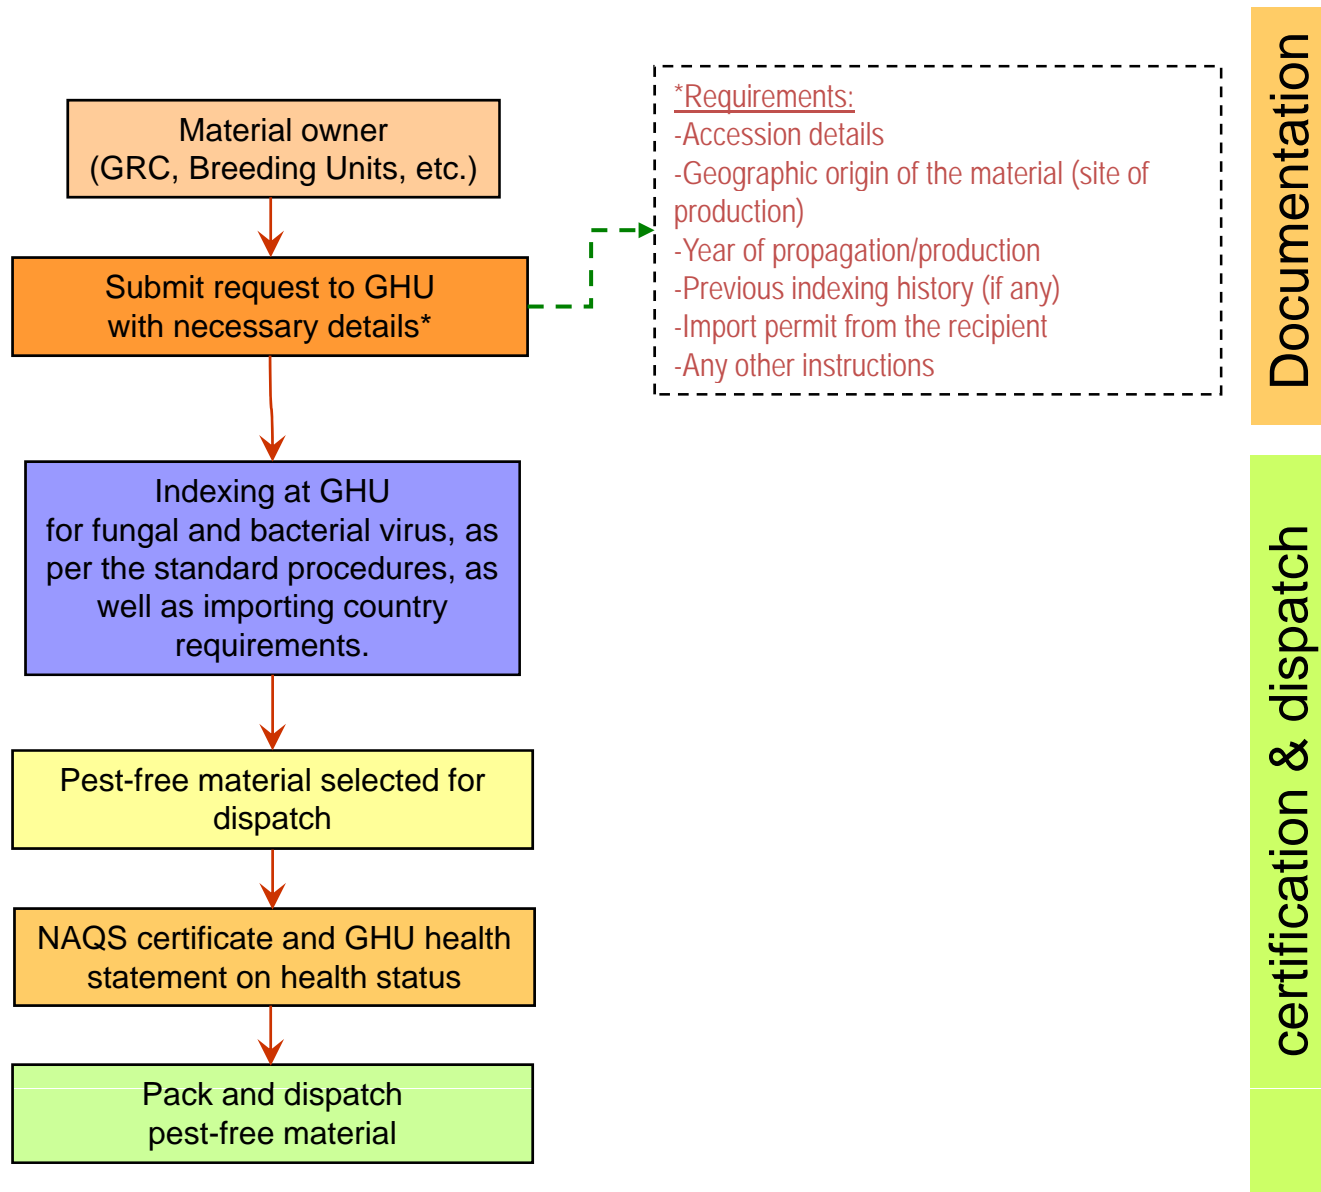 Material owner
(GRC, Breeding Units, etc.)
Submit request to GHU
with necessary details*
*Requirements:
-Accession details
-Geographic origin of the material (site of
production)
-Year of propagation/production
-Previous indexing history (if any)
-Import permit from the recipient
-Any other instructions
Documentation
Indexing at GHU
for fungal and bacterial virus, as
per the standard procedures, as
well as importing country
requirements.
Pest-free material selected for
dispatch
NAQS certificate and GHU health
statement on health status
Pack and dispatch
pest-free material
certification & dispatch